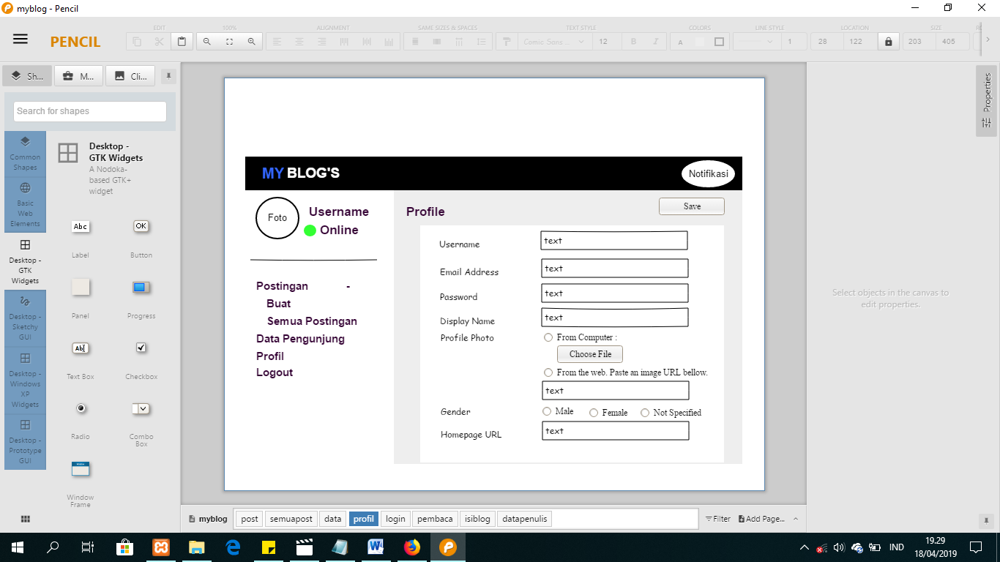 myblog - Pencil
PENCIL
EDIT
100%
ALIGNMENT
SAME SIZES & SPACES
TEXT STYLE
Comic Sans ...
12
B
I
COLORS
A
LINE STYLE
1
LOCATION
28
122
SIZE
203
405
Sh...
M...
Cli...
Search for shapes
Common
Shapes
Basic
Web
Elements
Desktop -
GTK
Widgets
Desktop -
Sketchy
GUI
Desktop -
Windows
XP
Widgets
Desktop -
Prototype
GUI
Desktop -
GTK Widgets
A Nodoka-
based GTK+
widget
Abc
OK
Label
Button
Panel
Progress
Ab
Text Box
Checkbox
Radio
Combo
Box
Window
Frame
MY BLOG'S
Notifikasi
Foto
Username
Online
Postingan -
Buat
Semua Postingan
Data Pengunjung
Profil
Logout
Profile
Save
Username
text
Email Address
text
Password
text
Display Name
text
Profile Photo
From Computer :
Choose File
From the web. Paste an image URL bellow.
text
Gender
Male
Female
Not Specified
Homepage URL
text
Properties
Select objects in the canvas to
edit properties.
myblog
post
semuapost
data
profil
login
pembaca
isiblog
datapenulis
Filter
Add Page...
IND
19.29
18/04/2019